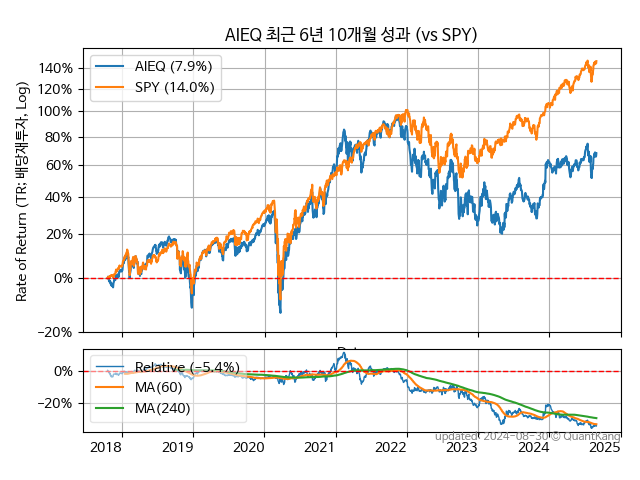 AIEQ 최근 6년 10개월 성과 (vs SPY)
Rate of Return (TR: 배당재투자, Log)
AIEQ (7.9%)
SPY (14.0%)
140%
120%
100%
80%
60%
40%
20%
0%
−20%
Relative (−5.4%)
MA(60)
MA(240)
0%
−20%
2018 2019 2020 2021 2022 2023 2024 2025
updated: 2024-08-30 © QuantKang